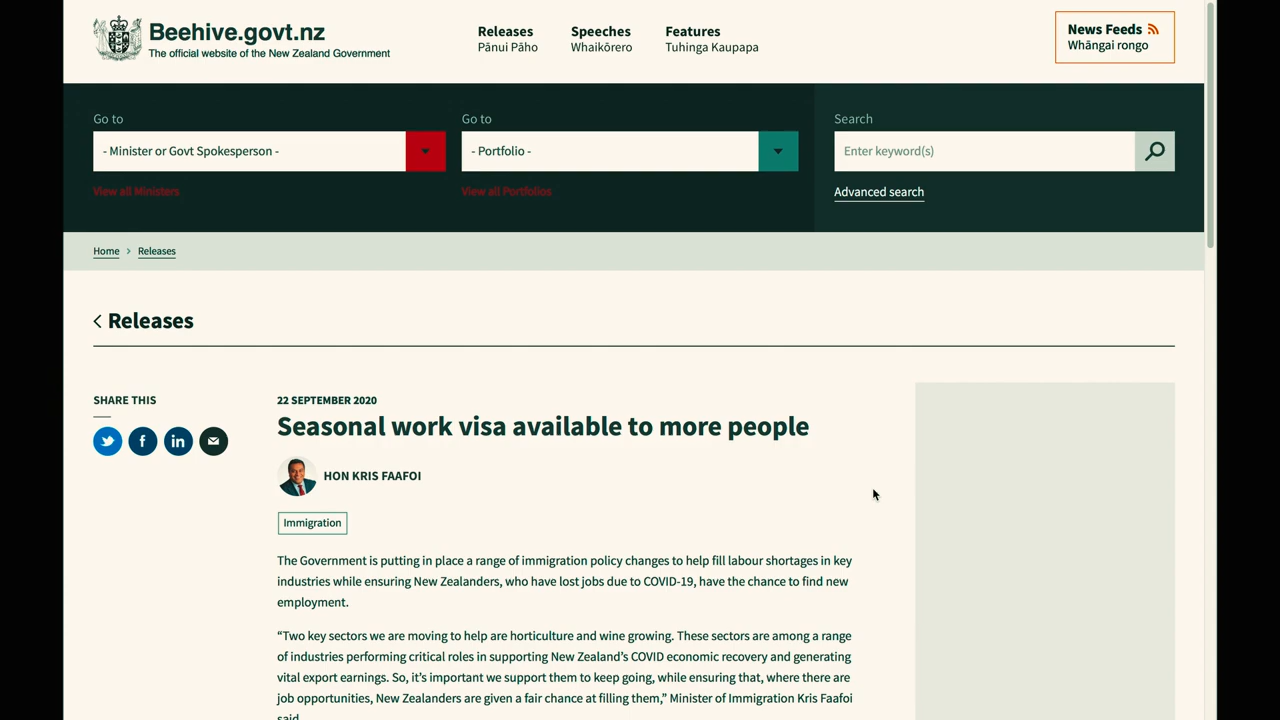 Beehive.govt.nz
The official website of the New Zealand Government
Releases
Pānui Pāho
Speeches
Whaikōrero
Features
Tuhinga Kaupapa
News Feeds
Whāngai rongo
Go to
- Minister or Govt Spokesperson -
View all Ministers
Go to
- Portfolio -
View all Portfolios
Search
Enter keyword(s)
Advanced search
Home > Releases
Releases
SHARE THIS
22 SEPTEMBER 2020
Seasonal work visa available to more people
HON KRIS FAAFOI
Immigration
The Government is putting in place a range of immigration policy changes to help fill labour shortages in key
industries while ensuring New Zealanders, who have lost jobs due to COVID-19, have the chance to find new
employment.
“Two key sectors we are moving to help are horticulture and wine growing. These sectors are among a range
of industries performing critical roles in supporting New Zealand’s COVID economic recovery and generating
vital export earnings. So, it’s important we support them to keep going, while ensuring that, where there are
job opportunities, New Zealanders are given a fair chance at filling them,” Minister of Immigration Kris Faafoi
said